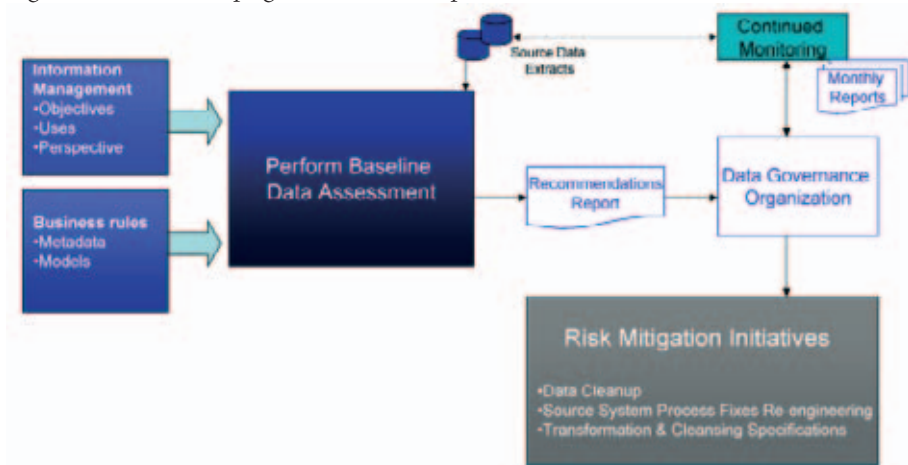 Information
Management
•Objectives
•Uses
•Perspective
Business rules
•Metadata
•Models
Perform Baseline
Data Assessment
Source Data
Extracts
Continued
Monitoring
Monthly
Reports
Recommendations
Report
Data Governance
Organization
Risk Mitigation Initiatives
•Data Cleanup
•Source System Process Fixes Re-engineering
•Transformation & Cleansing Specifications